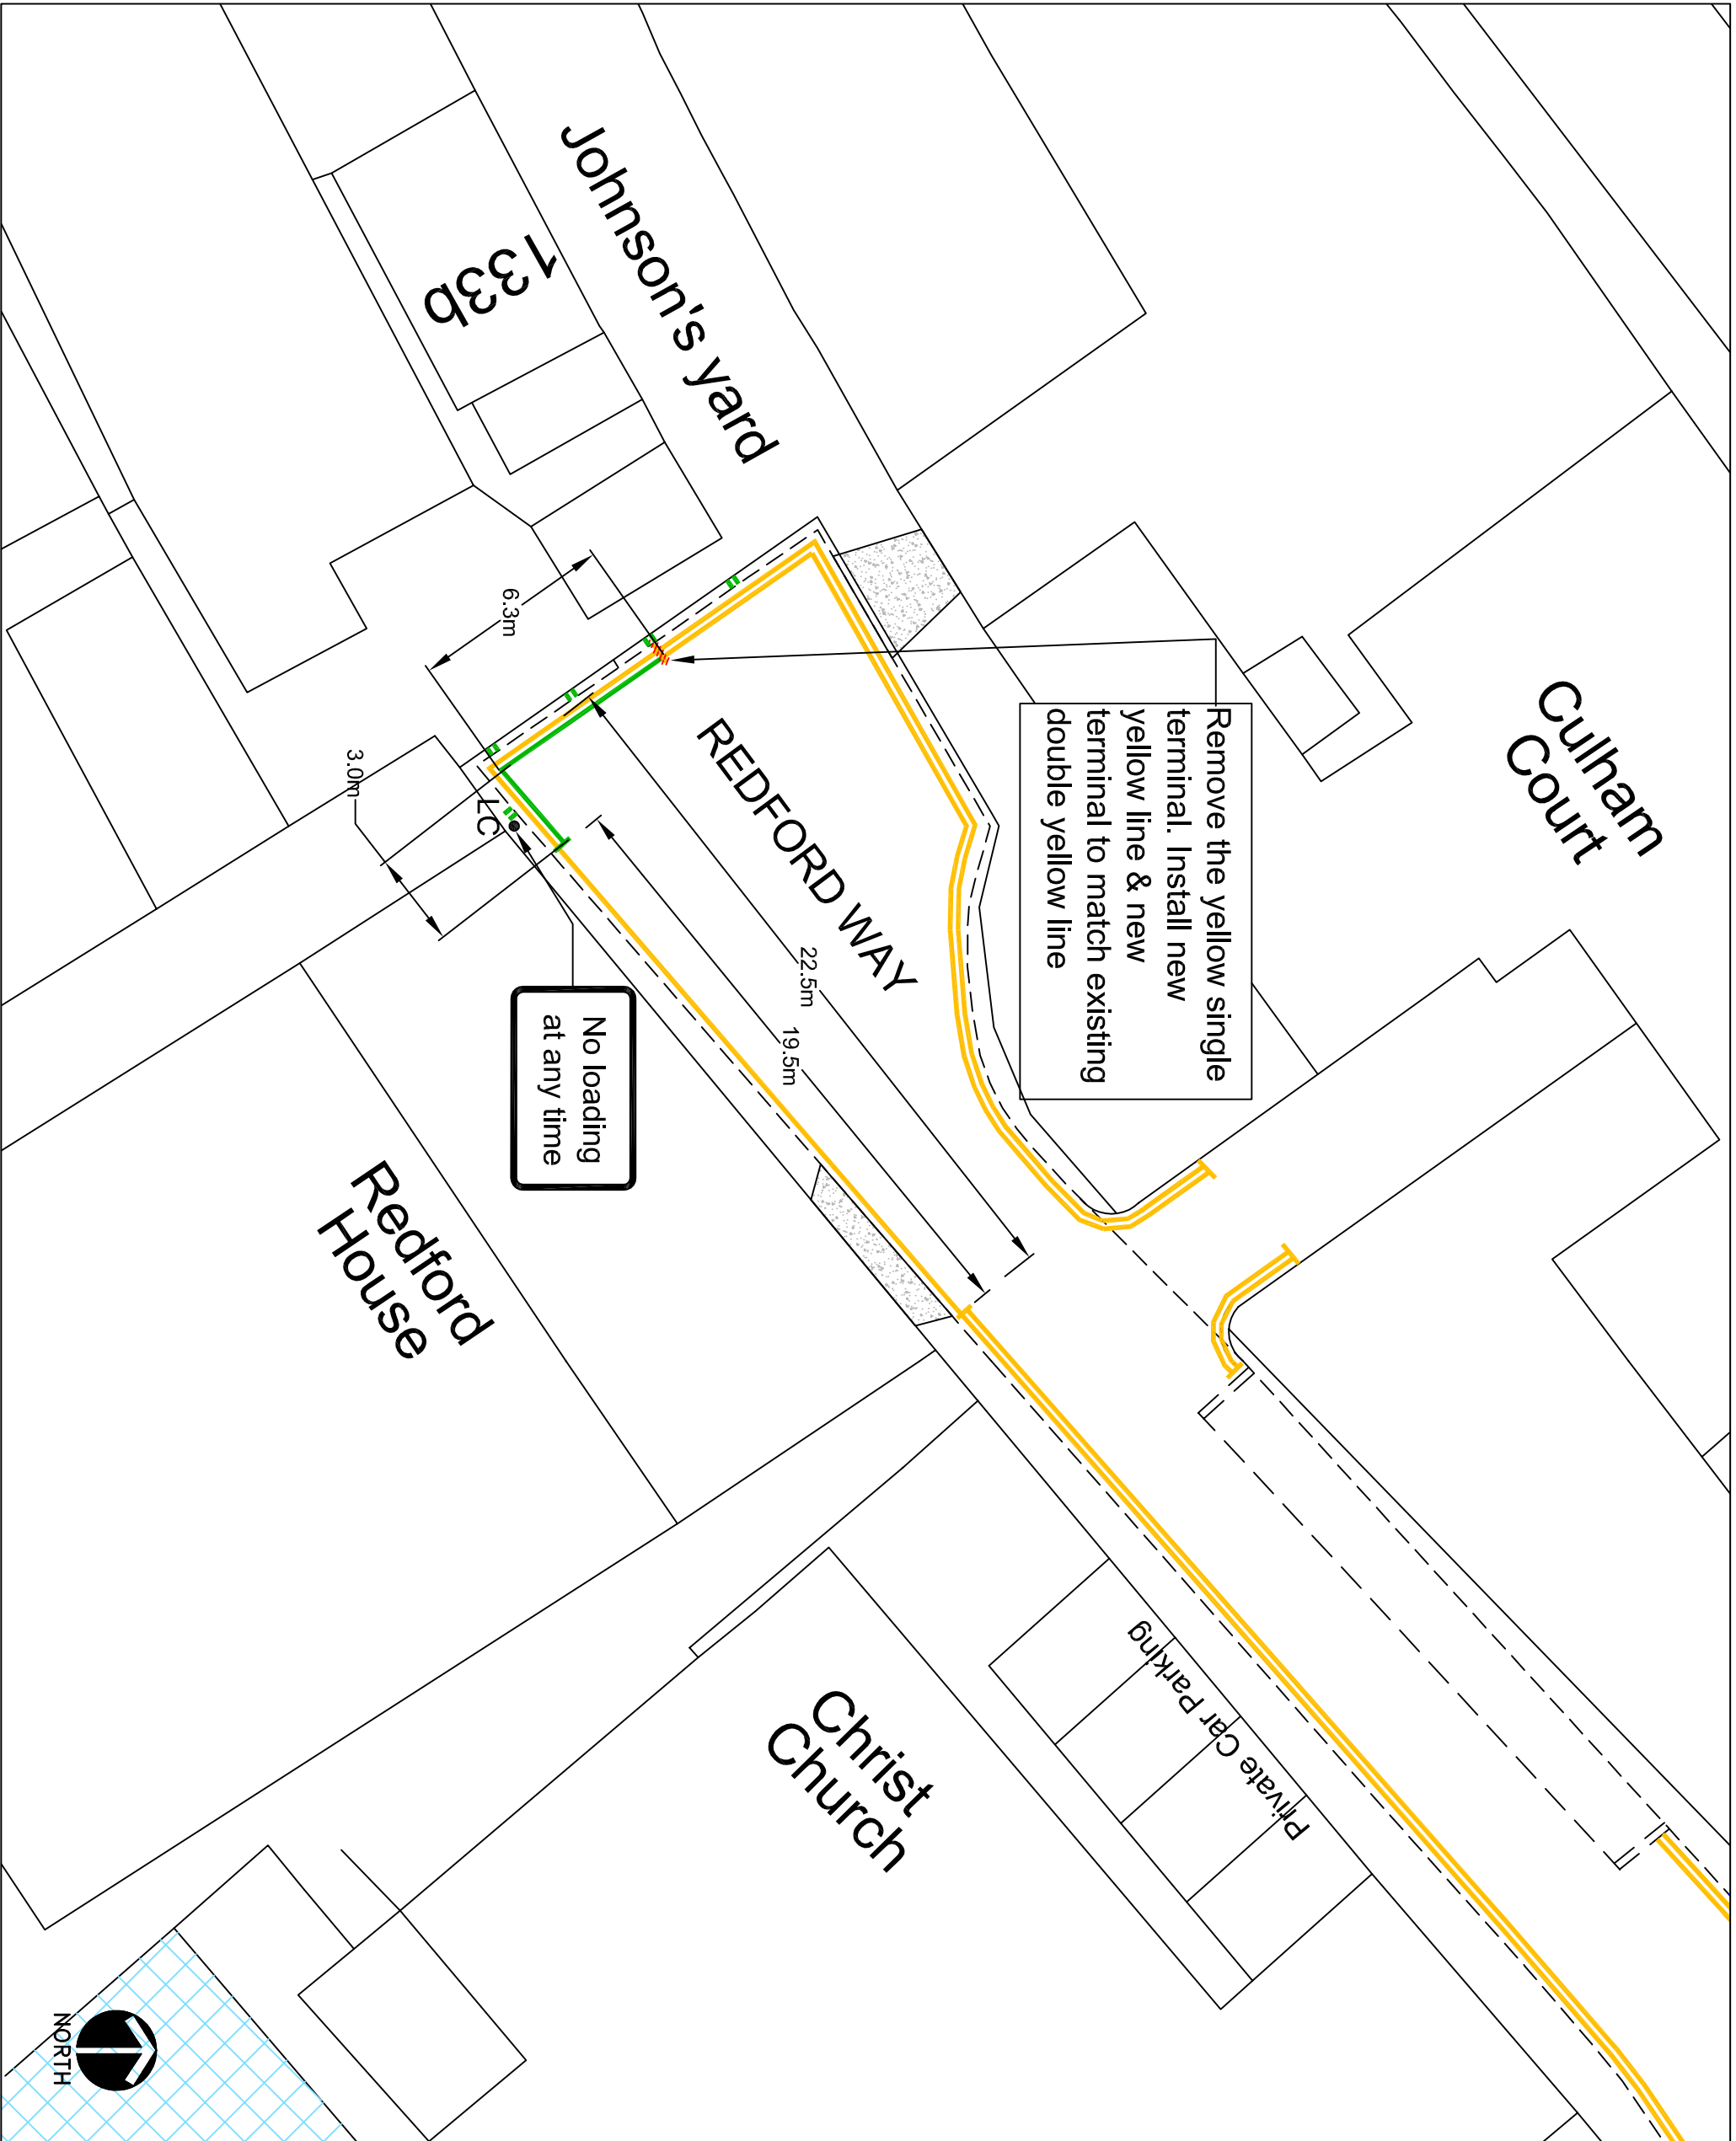 Culham
Court
Johnson's yard
133b
Remove the yellow single
terminal. Install new
yellow line & new
terminal to match existing
double yellow line
REDFORD WAY
6.3m
3.0m
22.5m
19.5m
LC
No loading
at any time
Redford
House
Private Car Parking
Christ
Church
NORTH